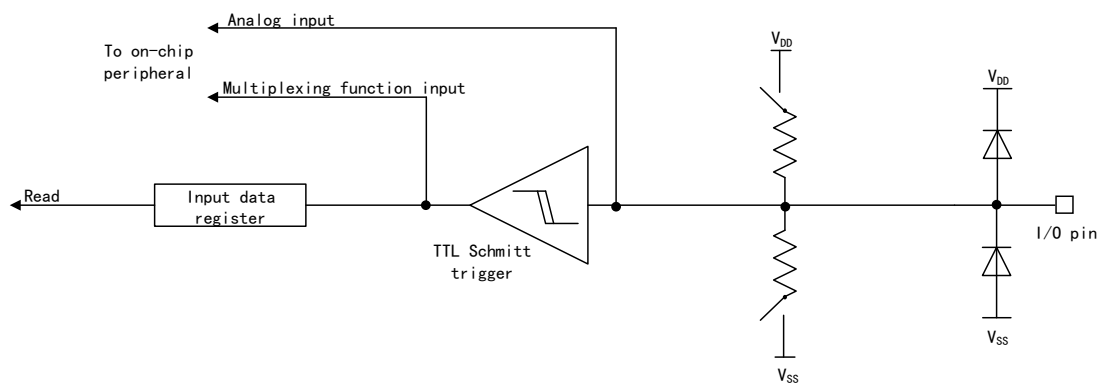 Analog input
To on-chip
peripheral
Multiplexing function input
Read
Input data
register
TTL Schmitt
trigger
VDD
VSS
VDD
VSS
I/O pin